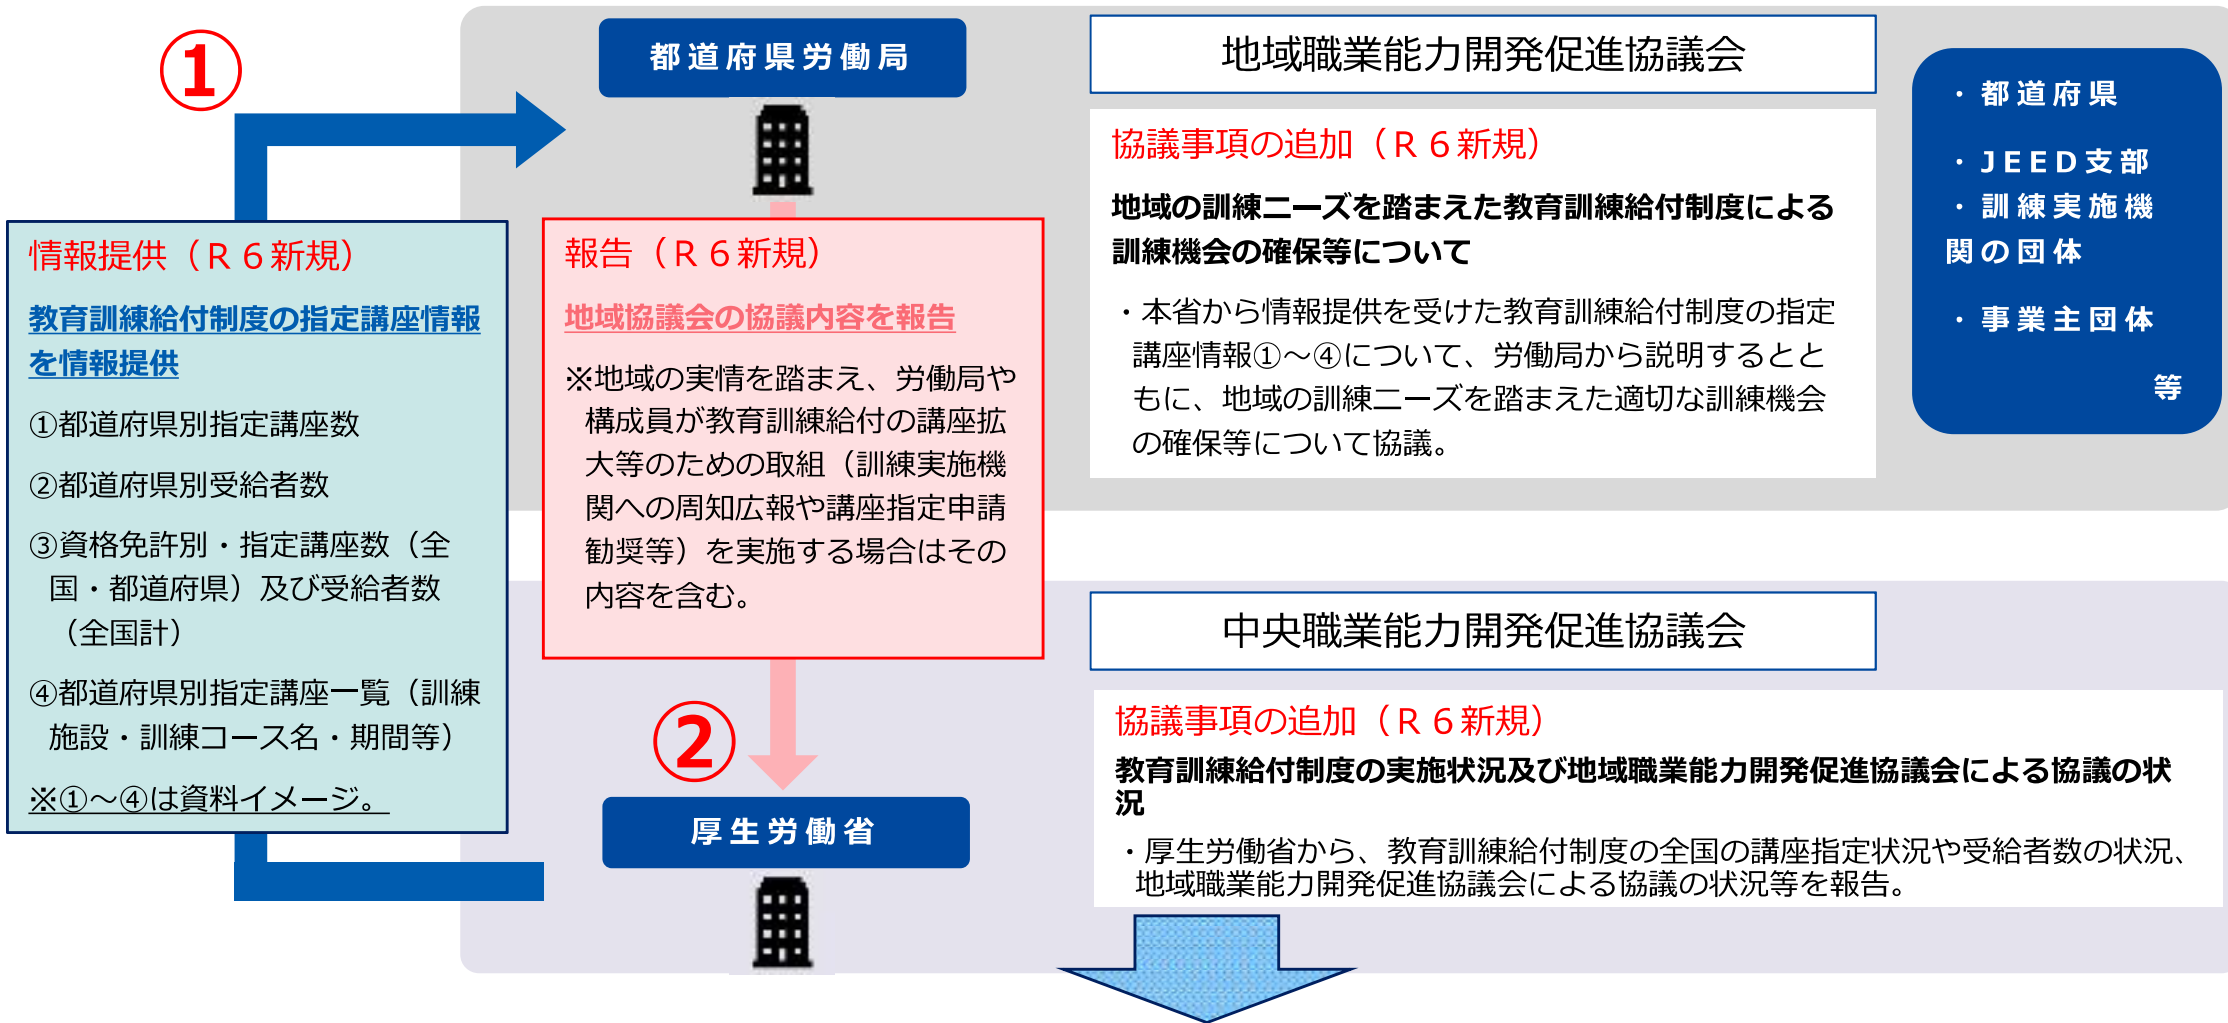 ①
都道府県労働局
地域職業能力開発促進協議会
協議事項の追加（Ｒ６新規）
地域の訓練ニーズを踏まえた教育訓練給付制度による
訓練機会の確保等について
・本省から情報提供を受けた教育訓練給付制度の指定
講座情報①～④について、労働局から説明するとと
もに、地域の訓練ニーズを踏まえた適切な訓練機会
の確保等について協議。
・都道府県
・JEED支部
・訓練実施機
関の団体
・事業主団体
等
情報提供（Ｒ６新規）
教育訓練給付制度の指定講座情報
を情報提供
①都道府県別指定講座数
②都道府県別受給者数
③資格免許別・指定講座数（全
国・都道府県）及び受給者数
（全国計）
④都道府県別指定講座一覧（訓練
施設・訓練コース名・期間等）
※①～④は資料イメージ。
報告（Ｒ６新規）
地域協議会の協議内容を報告
※地域の実情を踏まえ、労働局や
構成員が教育訓練給付の講座拡
大等のための取組（訓練実施機
関への周知広報や講座指定申請
勧奨等）を実施する場合はその
内容を含む。
②
厚生労働省
中央職業能力開発促進協議会
協議事項の追加（Ｒ６新規）
教育訓練給付制度の実施状況及び地域職業能力開発促進協議会による協議の状
況
・厚生労働省から、教育訓練給付制度の全国の講座指定状況や受給者数の状況、
地域職業能力開発促進協議会による協議の状況等を報告。